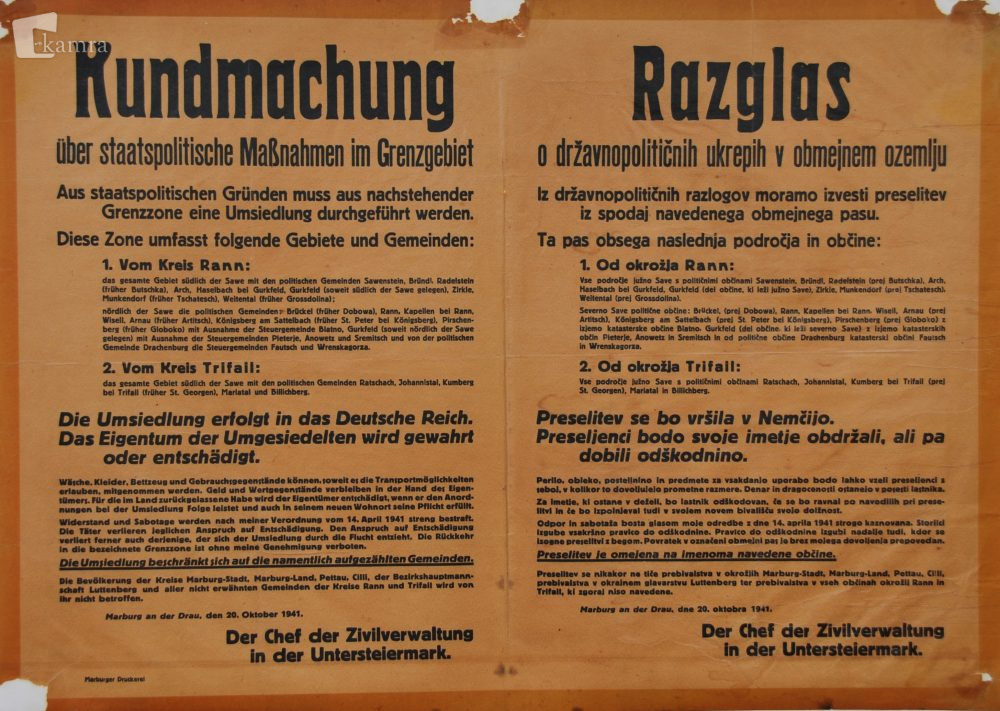 kamra
Kundmachung
über staatspolitische Maßnahmen im Grenzgebiet
Aus staatspolitischen Gründen muss aus nachstehender
Grenzzone eine Umsiedlung durchgeführt werden.
Diese Zone umfasst folgende Gebiete und Gemeinden:
1. Vom Kreis Rann:
das gesamte Gebiet südlich der Sawe mit den politischen Gemeinden Sawenstein, Bründl, Radelstein
(früher Butschka), Arch, Haselbach bei Gurkfeld, Gurkfeld (soweit südlich der Sawe gelegen), Zirkle,
Munkendorf (früher Tschatesch), Weitental (früher Grossdolina);
nördlich der Sawe die politischen Gemeinden: Brückel (früher Dobowa), Rann, Kapellen bei Rann,
Wisell, Arnau (früher Artitsch), Königsberg am Sattelbach (früher St. Peter bei Königsberg), Pirschen-
berg (früher Globoko) mit Ausnahme der Steuergemeinde Blatno, Gurkfeld (soweit nördlich der Sawe
gelegen) mit Ausnahme der Steuergemeinden Pieterje, Anowetz und Sremitsch und von der politischen
Gemeinde Drachenburg die Steuergemeinden Fautsch und Wrenskagorza.
2. Vom Kreis Trifail:
das gesamte Gebiet südlich der Sawe mit den politischen Gemeinden Ratschach, Johannistal, Kumberg
bei Trifail (früher St. Georgen), Mariatal und Billichberg.
Die Umsiedlung erfolgt in das Deutsche Reich.
Das Eigentum der Umgesiedelten wird gewahrt
oder entschädigt.
Wäsche, Kleider, Bettzeug und Gebrauchsgegenstände können, soweit es die Transportmöglichkeiten
erlauben, mitgenommen werden. Geld und Wertgegenstände verbleiben in der Hand des Eigen-
tümers. Für die im Land zurückgelassene Habe wird der Eigentümer entschädigt, wenn er den Anord-
nungen bei der Umsiedlung Folge leistet und auch in seinem neuen Wohnort seine Pflicht erfüllt.
Widerstand und Sabotage werden nach meiner Verordnung vom 14. April 1941 streng bestraft.
Die Täter verlieren jeglichen Anspruch auf Entschädigung. Den Anspruch auf Entschädigung
verliert ferner auch derjenige, der sich der Umsiedlung durch die Flucht entzieht. Die Rückkehr
in die bezeichnete Grenzzone ist ohne meine Genehmigung verboten.
Die Umsiedlung beschränkt sich auf die namentlich aufgezählten Gemeinden.
Die Bevölkerung der Kreise Marburg-Stadt, Marburg-Land, Pettau, Cilli, der Bezirkshauptmann-
schaft Luttenberg und aller nicht erwähnten Gemeinden der Kreise Rann und Trifail wird von
ihr nicht betroffen.
Marburg an der Drau, den 20. Oktober 1941.
Der Chef der Zivilverwaltung
in der Untersteiermark.
Marburger Druckerei
Razglas
o državnopolitičnih ukrepih v obmejnem ozemlju
Iz državnopolitičnih razlogov moramo izvesti preselitev
iz spodaj navedenega obmejnega pasu.
Ta pas obsega naslednja področja in občine:
1. Od okrožja Rann:
Vse področje južno Save s političnimi občinami Sawenstein, Bründl, Radelstein (prej Butschka), Arch,
Haselbach bei Gurkfeld, Gurkfeld (del občine, ki leži južno Save), Zirkle, Munkendorf (prej Tschatesch),
Weitental (prej Grossdolina).
Severno Save politične občine: Brückel, (prej Dobowa), Rann, Kapellen bei Rann, Wisell, Arnau (prej
Artitsch), Königsberg am Sattelbach (prej St. Peter bei Königsberg), Pirschenberg (prej Globoko) z
izjemo katasterske občine Blatno, Gurkfeld (del občine, ki leži severno Save) z izjemo katasterskih
občin Pieterje, Anowetz in Sremitsch in od politične občine Drachenburg katasterski občini Fautsch
in Wrenskagorza.
2. Od okrožja Trifail:
Vse področje južno Save s političnimi občinami Ratschach, Johannistal, Kumberg bei Trifail (prej
St. Georgen), Mariatal in Billichberg.
Preselitev se bo vršila v Nemčijo.
Preseljenci bodo svoje imetje obdržali, ali pa
dobili odškodnino.
Perilo, obleko, posteljnino in predmete za vsakdanjo uporabo bodo lahko vzeli preseljenci s
seboj, v kolikor to dovoljujejo prometne razmere. Denar in dragocenosti ostanejo v posesti lastnika.
Za imetje, ki ostane v deželi, bo lastnik odškodovan, če se bo ravnal po navodilih pri prese-
litvi in če bo izpolnjeval tudi v svojem novem bivališču svojo dolžnost.
Odpor in sabotaža bosta glasom moje odredbe z dne 14. aprila 1941 strogo kaznovana. Storilci
izgube vsakršno pravico do odškodnine. Pravico do odškodnine izgubi nadalje tudi, kdor se
izogne preselitvi z begom. Povratek v označeni obmejni pas je brez mojega dovoljenja prepovedan.
Preselitev je omejena na imenoma navedene občine.
Preselitev se nikakor ne tiče prebivalstva v okrožjih Marburg-Stadt, Marburg-Land, Pettau, Cilli,
prebivalstva v okrajnem glavarstvu Luttenberg ter prebivalstva v vseh občinah okrožij Rann in
Trifail, ki zgoraj niso navedene.
Marburg an der Drau, dne 20. oktobra 1941.
Der Chef der Zivilverwaltung
in der Untersteiermark.